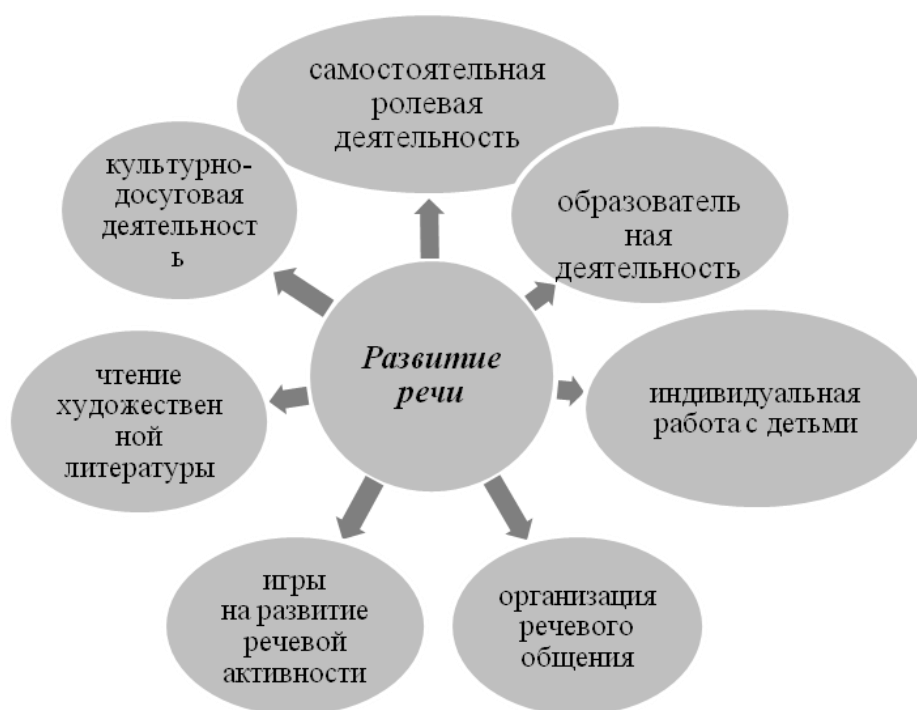 самостоятельная
ролевая
деятельность
культурно-
досуговая
деятельност
ь
образователь
ная
деятельность
Развитие
речи
чтение
художествен
ной
литературы
индивидуальная
работа с детьми
игры
на развитие
речевой
активности
организация
речевого
общения